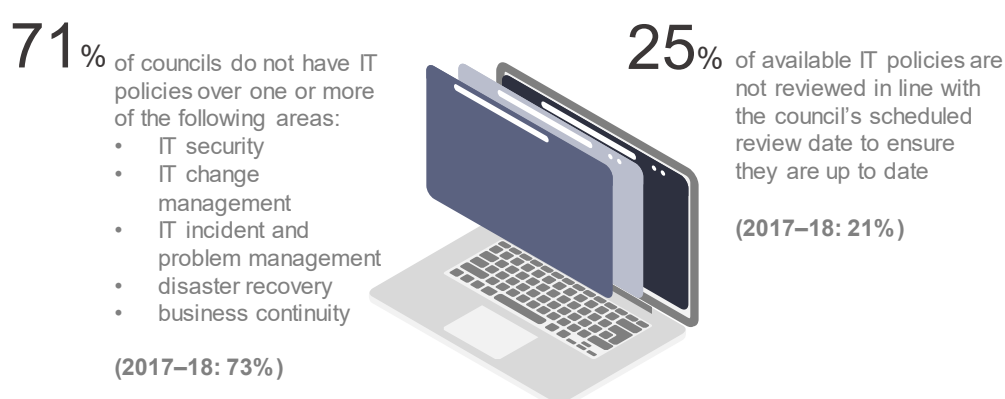 71% of councils do not have IT
policies over one or more
of the following areas:
• IT security
• IT change
management
• IT incident and
problem management
• disaster recovery
• business continuity
(2017–18: 73%)
25% of available IT policies are
not reviewed in line with
the council’s scheduled
review date to ensure
they are up to date
(2017–18: 21%)